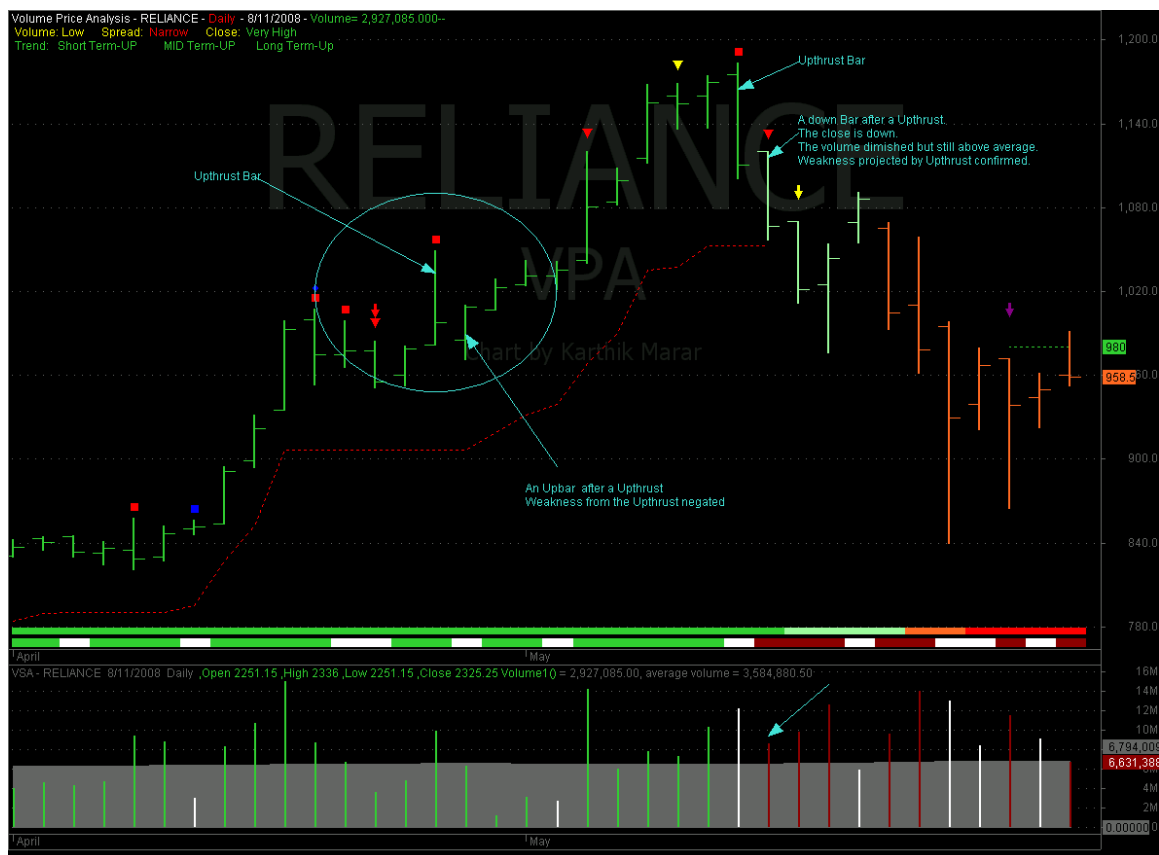 Volume Price Analysis - RELIANCE - Daily - 8/11/2008 - Volume= 2,927,085.000--
Volume: Low Spread: Narrow Close: Very High
Trend: Short Term-UP MID Term-UP Long Term-Up
1,200.0
Upthrust Bar
1,140.0
A down Bar after a Upthrust.
The close is down.
The volume diminished but still above average.
Weakness projected by Upthrust confirmed.
RELIANCE
Upthrust Bar
1,080.0
VPA
1,020.0
Chart by Karthik Marar
980
958.5
60.0
900.0
An Upbar after a Upthrust
Weakness from the Upthrust negated
840.0
780.0
April May
VSA - RELIANCE 8/11/2008 Daily ,Open 2251.15 ,High 2336 ,Low 2251.15 ,Close 2325.25 Volume1() = 2,927,085.00, average volume = 3,584,880.50
16M
14M
12M
10M
6,794,009
6,631,388
4M
2M
0.00000
April May